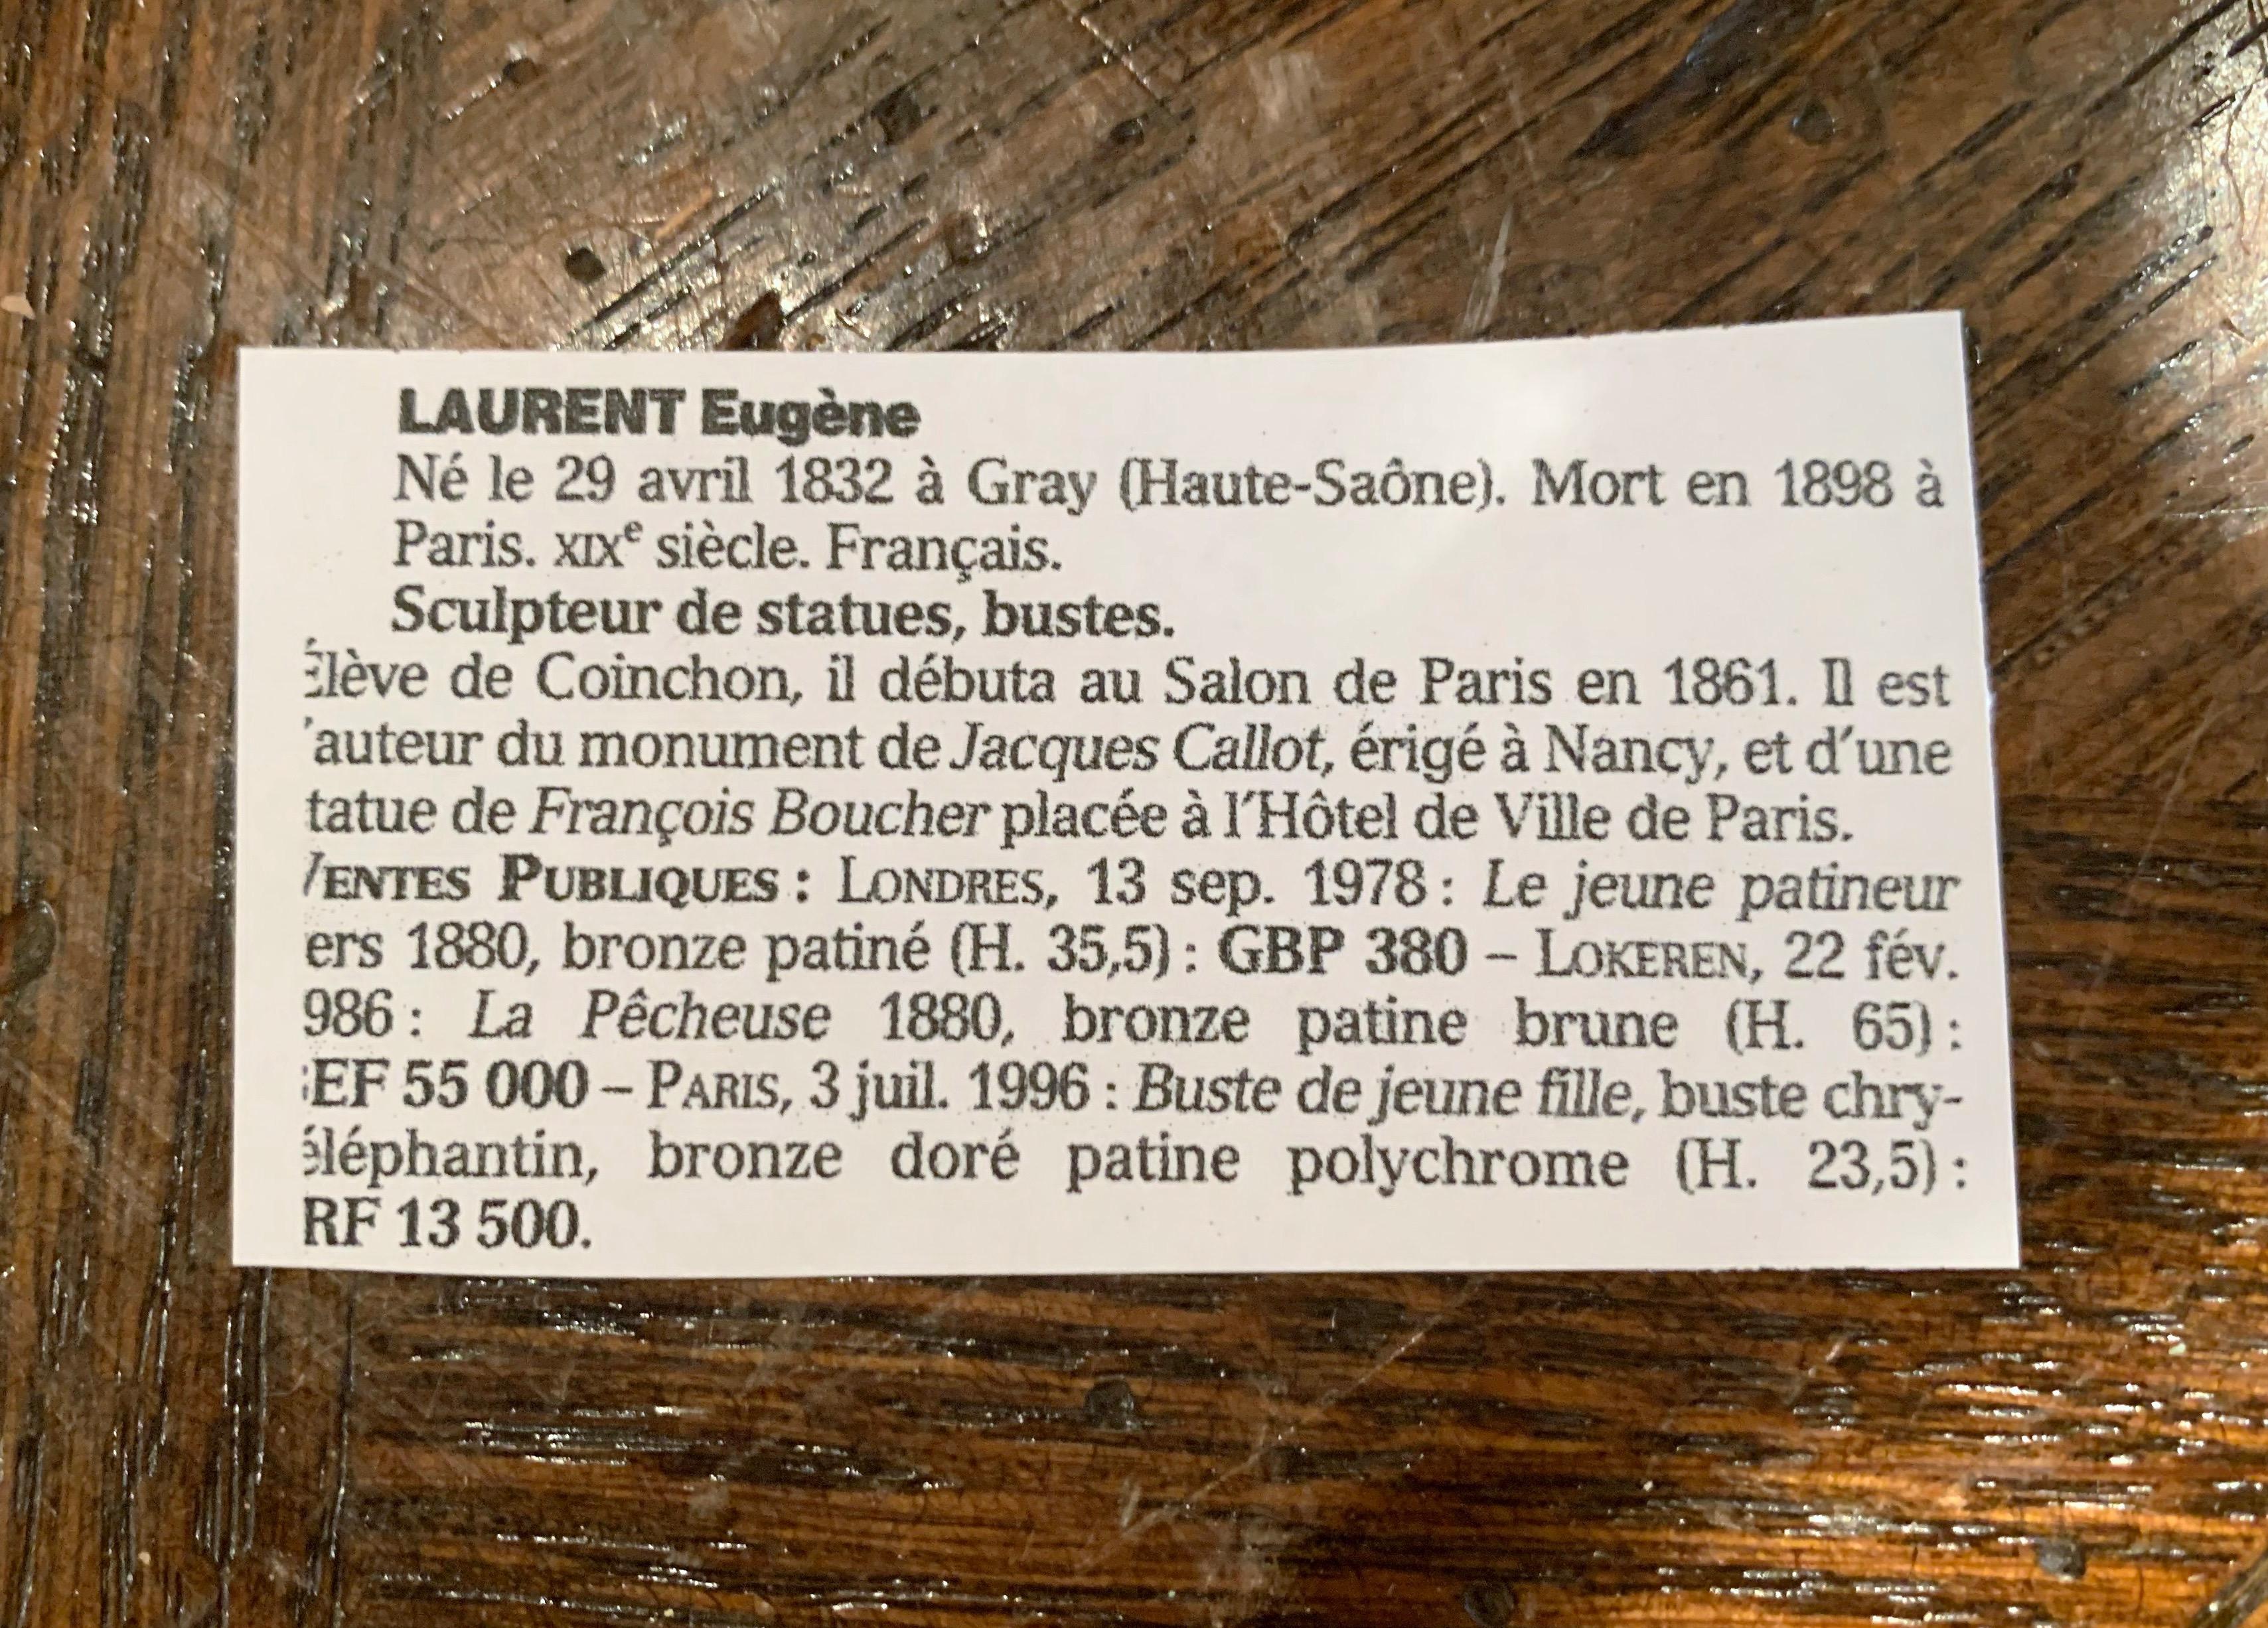 LAURENT Eugène
Né le 29 avril 1832 à Gray (Haute-Saône). Mort en 1898 à
Paris. XIXe siècle. Français.
Sculpteur de statues, bustes.
Élève de Coinchon, il débuta au Salon de Paris en 1861. Il est
'auteur du monument de Jacques Callot, érigé à Nancy, et d'une
tatue de François Boucher placée à l'Hôtel de Ville de Paris.
VENTES PUBLIQUES : LONDRES, 13 sep. 1978 : Le jeune patineur
ers 1880, bronze patiné (H. 35,5) : GBP 380 – LOKEREN, 22 fév.
986 : La Pêcheuse 1880, bronze patine brune (H. 65) :
EF 55 000 – PARIS, 3 juil. 1996 : Buste de jeune fille, buste chry-
éléphantin, bronze doré patine polychrome (H. 23,5) :
RF 13 500.